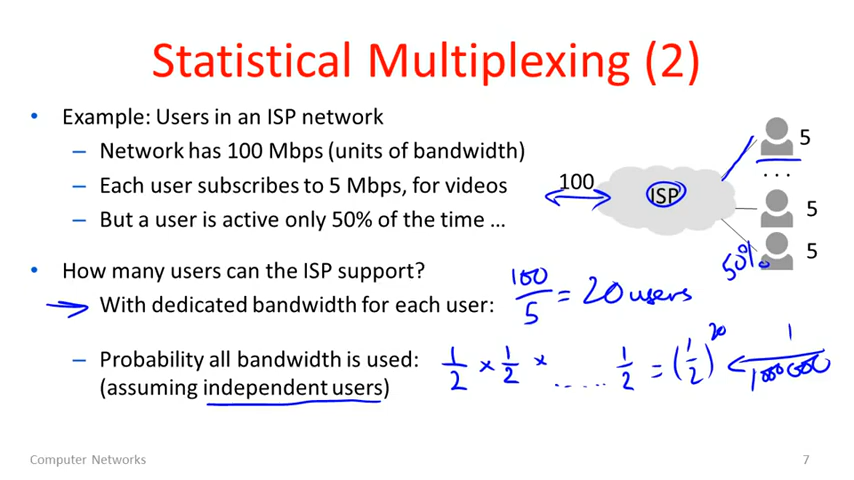 Statistical Multiplexing (2)
• Example: Users in an ISP network
– Network has 100 Mbps (units of bandwidth)
– Each user subscribes to 5 Mbps, for videos
– But a user is active only 50% of the time …
5
...
100
ISP
5
5
50%
• How many users can the ISP support?
→ With dedicated bandwidth for each user: 100/5 = 20 users
– Probability all bandwidth is used: 1/2 × 1/2 × ...... 1/2 = (1/2)^20 < 1/1000000
(assuming independent users)
Computer Networks
7